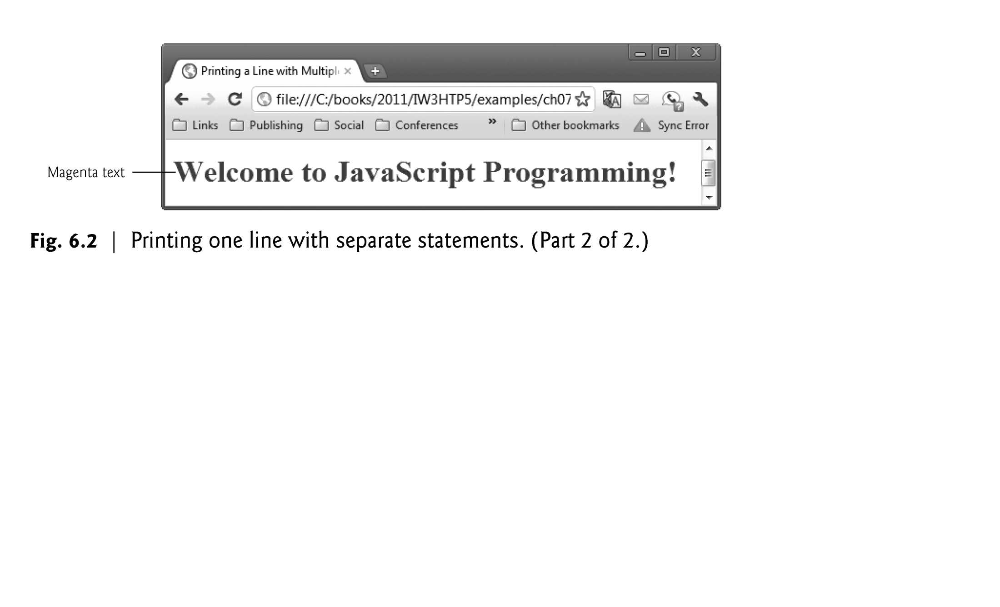 Printing a Line with Multipl
file:///C:/books/2011/IW3HTP5/examples/ch07
Links Publishing Social Conferences » Other bookmarks Sync Error
Magenta text
Welcome to JavaScript Programming!
Fig. 6.2 | Printing one line with separate statements. (Part 2 of 2.)